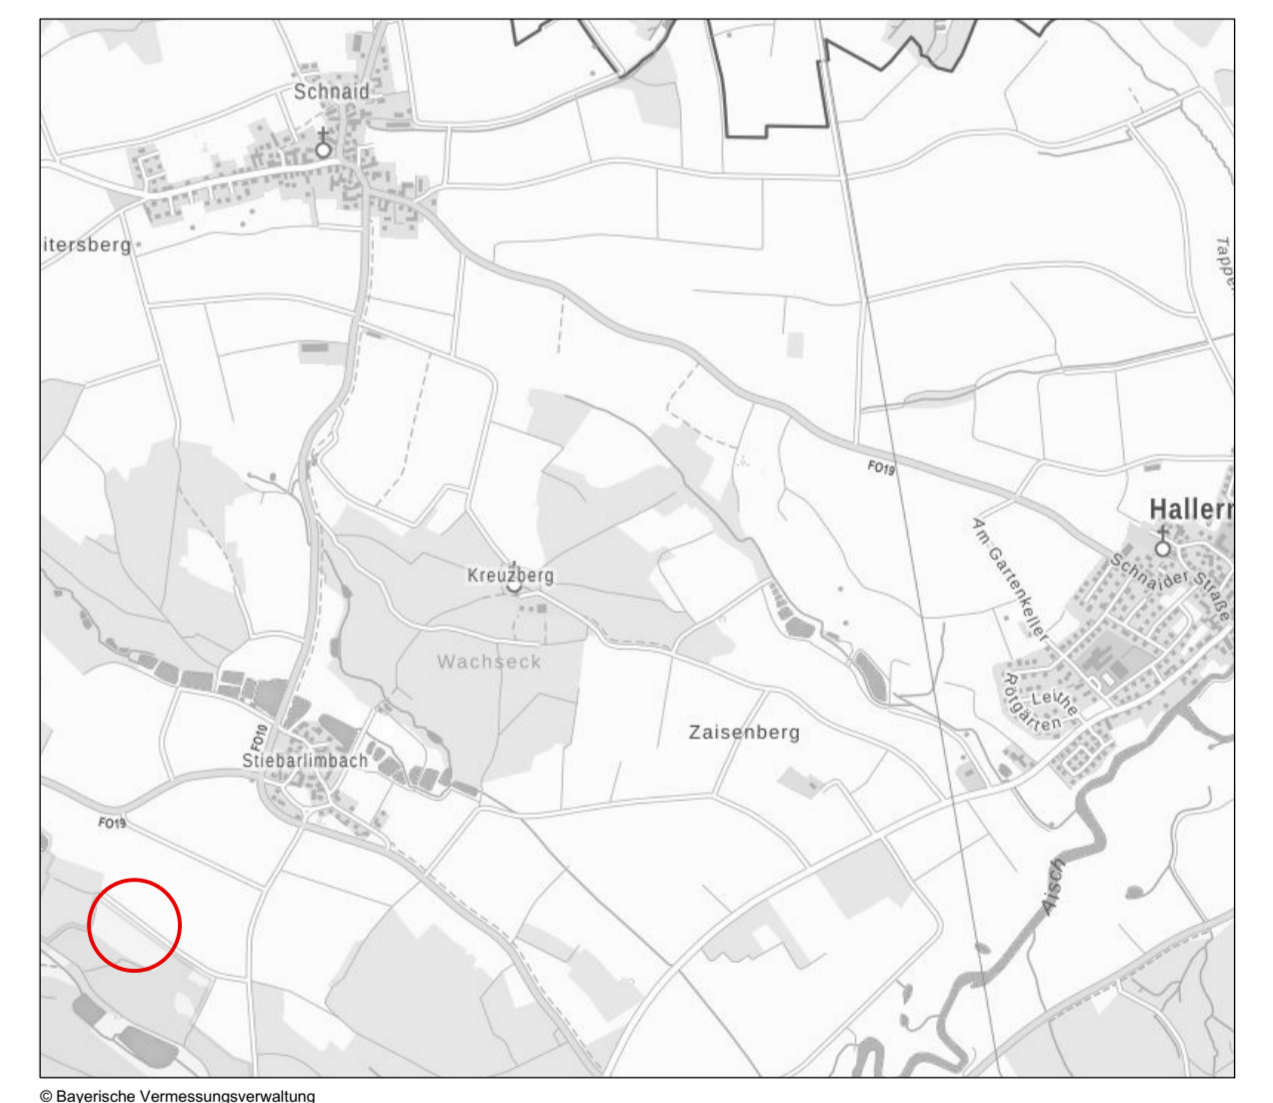 Schnaid
itersberg
Tappe
FO19
Hallern
Am-Gartenkeller
Schnaider Straße
Kreuzberg
Wachseck
Leithe
Rötgärten
Zaisenberg
FO10
Stiebarlimbach
FO19
Aisch
© Bayerische Vermessungsverwaltung